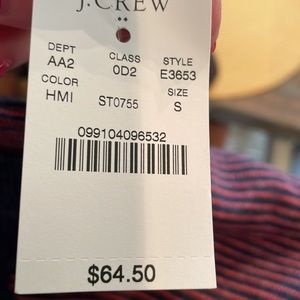 J.CREW
DEPT CLASS STYLE
AA2 0D2 E3653
COLOR SIZE
HMI ST0755 S
099104096532
$64.50